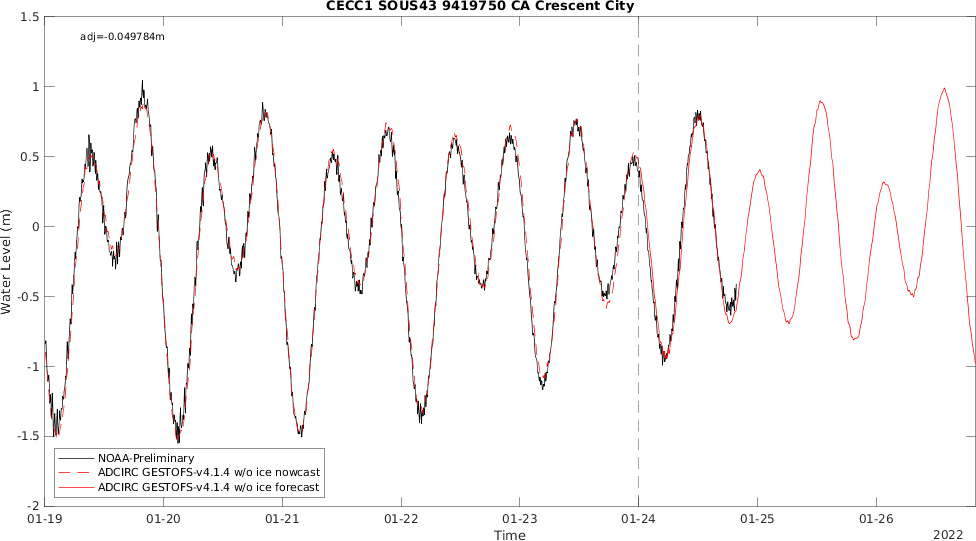 CECC1 SOUS43 9419750 CA Crescent City
adj=-0.049784m
1.5
1
0.5
0
-0.5
-1
-1.5
-2
Water Level (m)
NOAA-Preliminary
ADCIRC GESTOFS-v4.1.4 w/o ice nowcast
ADCIRC GESTOFS-v4.1.4 w/o ice forecast
01-19 01-20 01-21 01-22 01-23 01-24 01-25 01-26
Time
2022